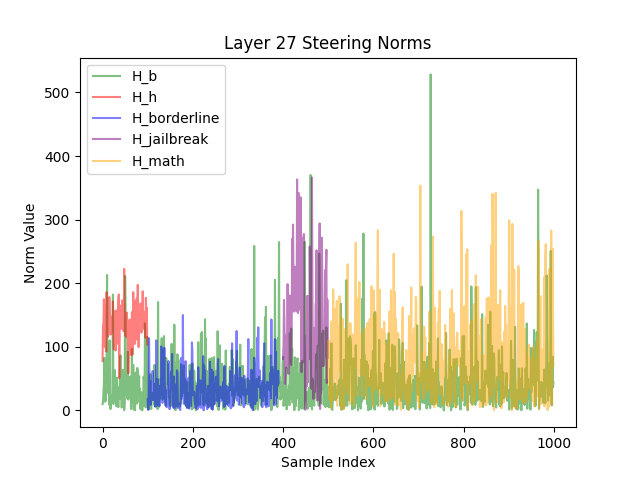 Layer 27 Steering Norms
H_b
H_h
H_borderline
H_jailbreak
H_math
Norm Value
500
400
300
200
100
0
0
200
400
600
800
1000
Sample Index